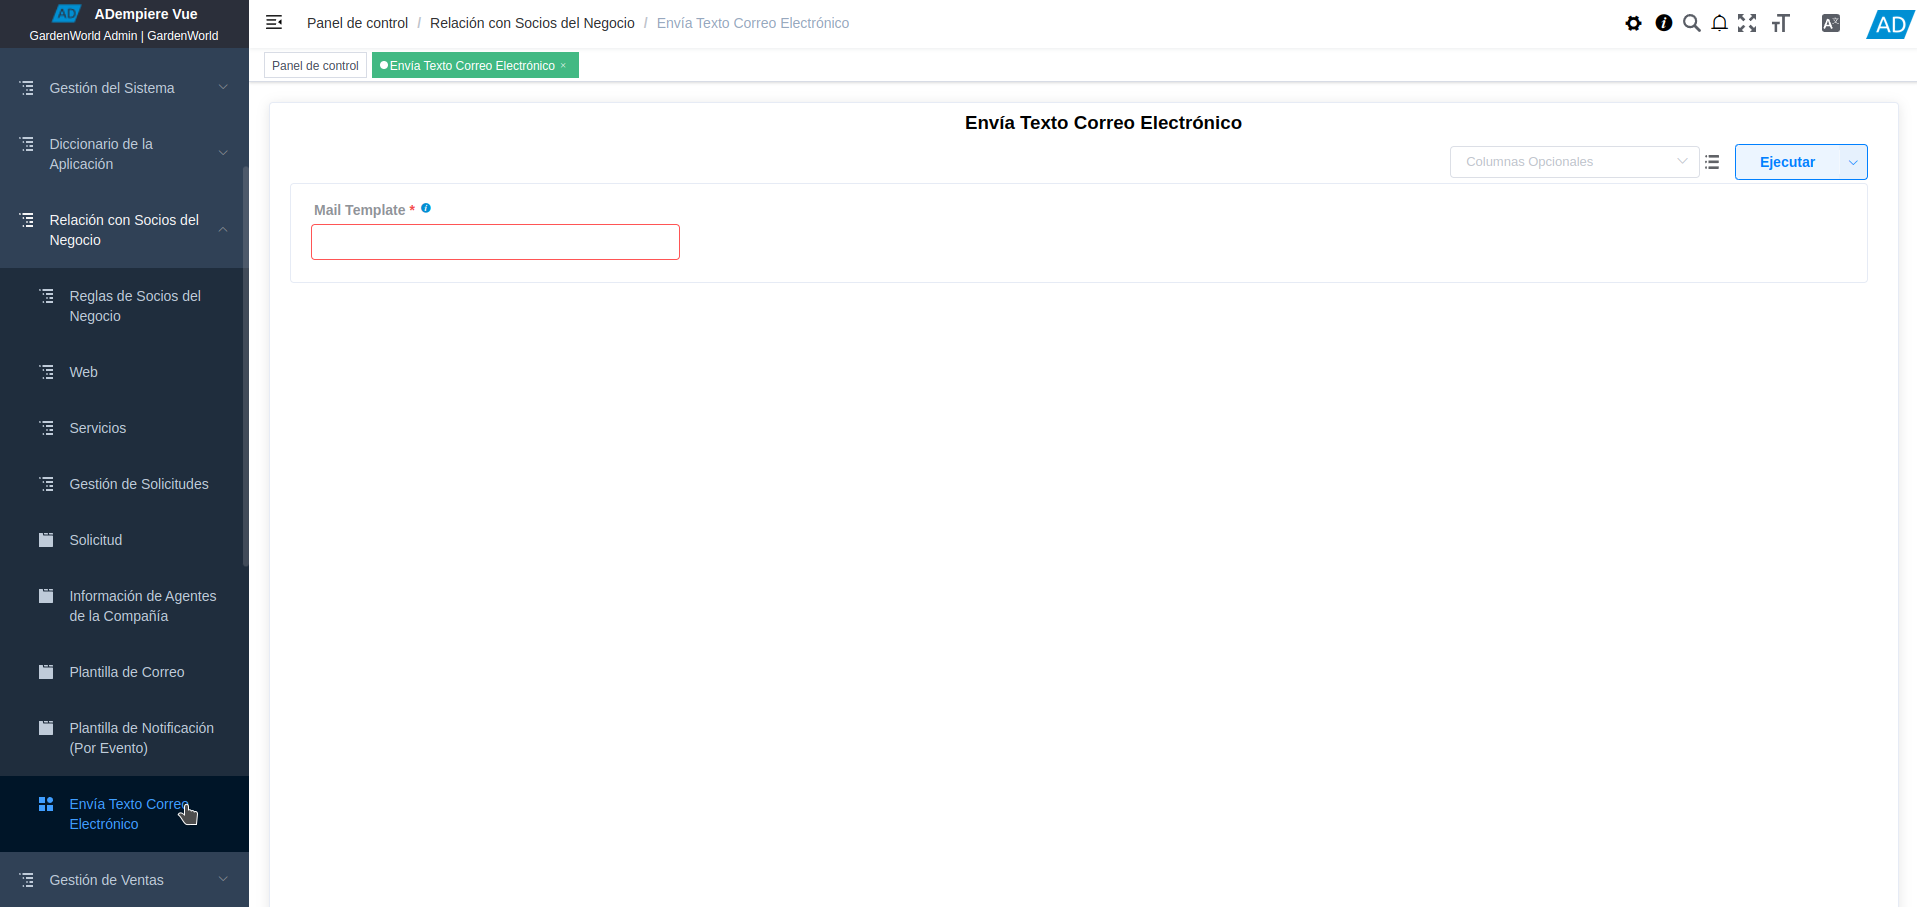 AD ADempiere Vue
GardenWorld Admin | GardenWorld
Gestión del Sistema
Diccionario de la
Aplicación
Relación con Socios del
Negocio
Reglas de Socios del
Negocio
Web
Servicios
Gestión de Solicitudes
Solicitud
Información de Agentes
de la Compañía
Plantilla de Correo
Plantilla de Notificación
(Por Evento)
Envía Texto Correo
Electrónico
Gestión de Ventas
Panel de control / Relación con Socios del Negocio / Envía Texto Correo Electrónico
AD
Panel de control
Envía Texto Correo Electrónico ×
Envía Texto Correo Electrónico
Columnas Opcionales
Ejecutar
Mail Template *